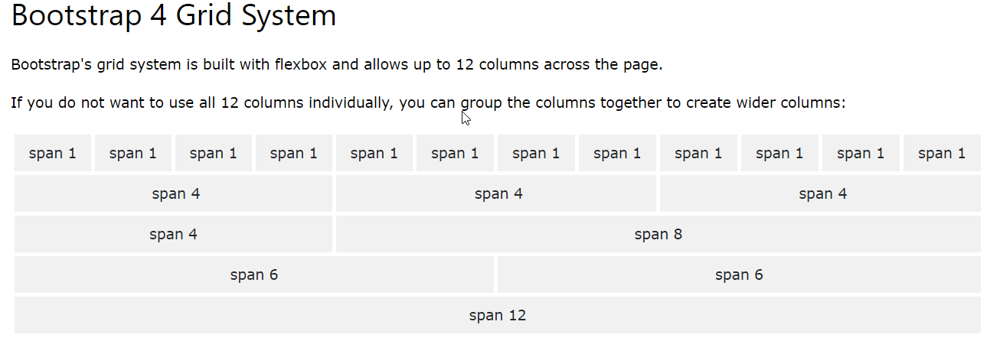 Bootstrap 4 Grid System
Bootstrap's grid system is built with flexbox and allows up to 12 columns across the page.
If you do not want to use all 12 columns individually, you can group the columns together to create wider columns:
span 1 span 1 span 1 span 1 span 1 span 1 span 1 span 1 span 1 span 1 span 1 span 1
span 4 span 4 span 4
span 4 span 8
span 6 span 6
span 12